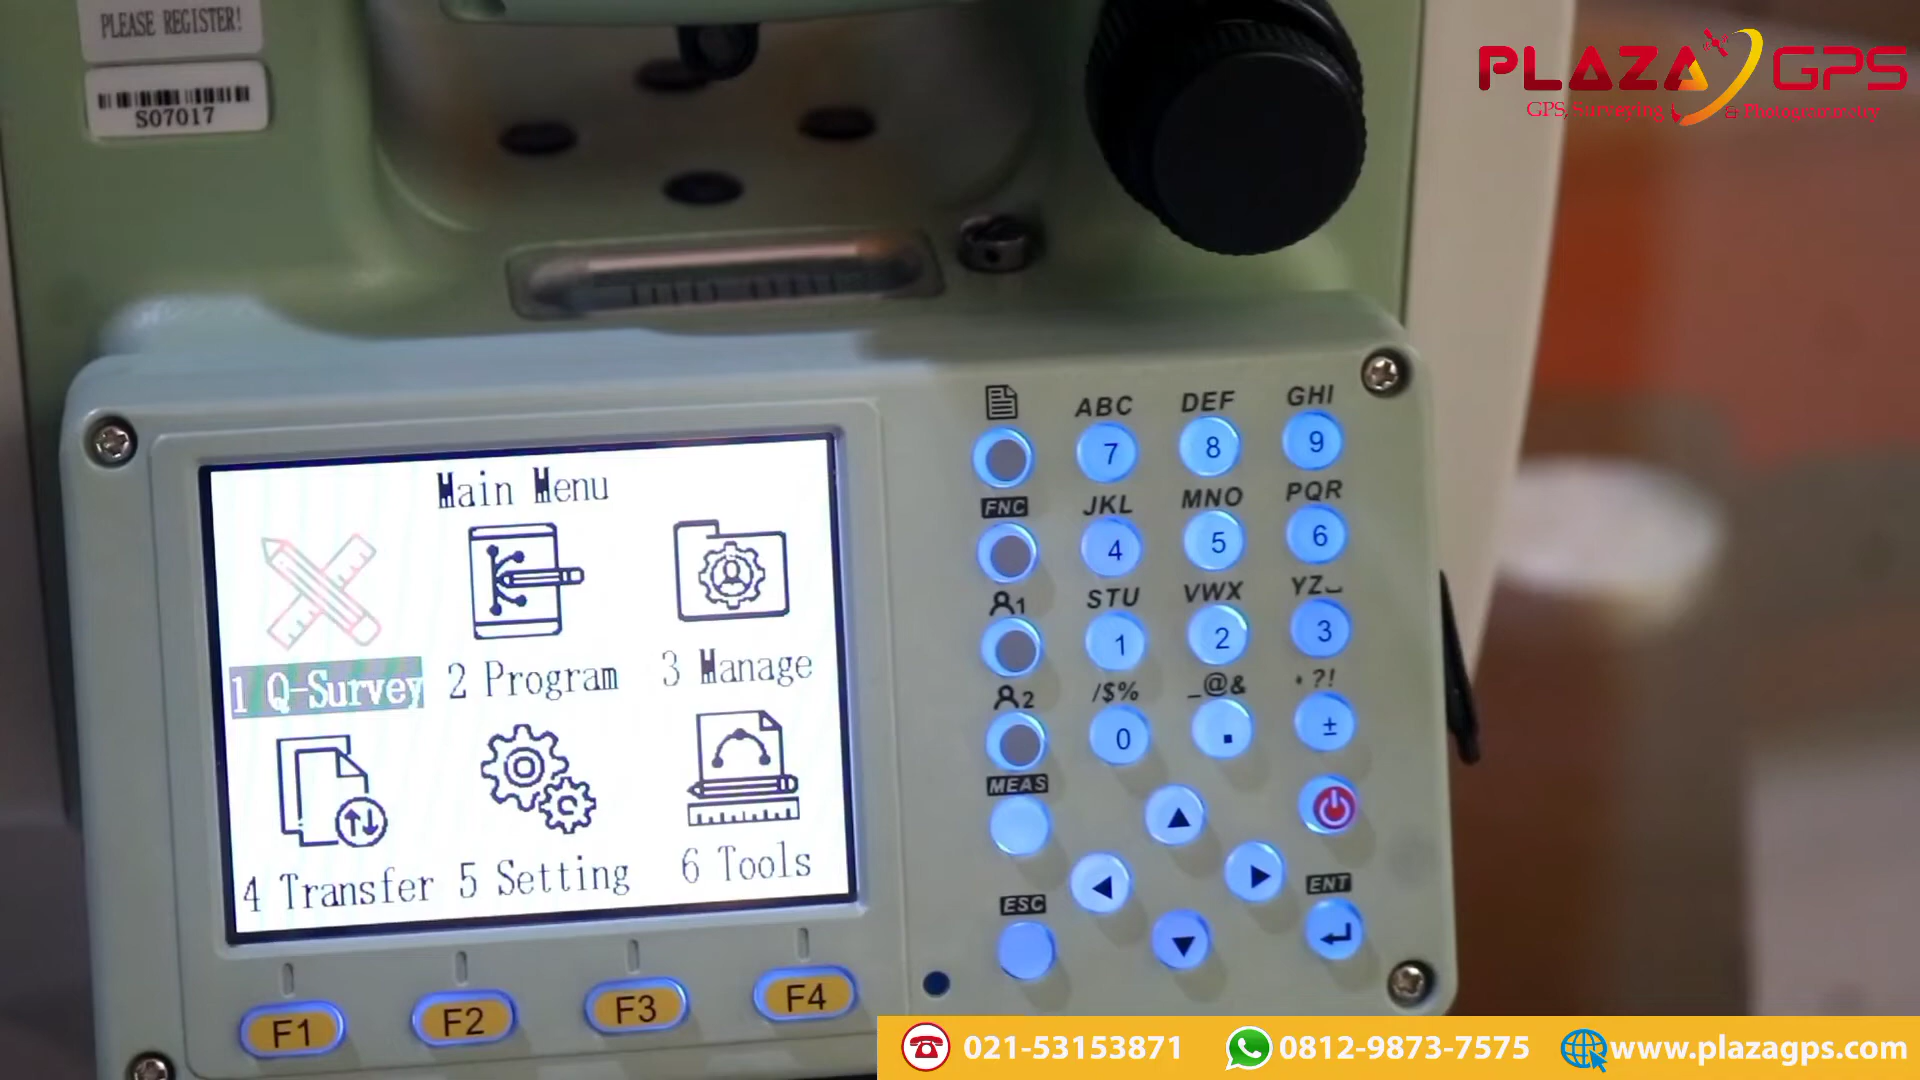 PLEASE REGISTER!
S07017
PLAZA GPS
GPS, Surveying & Photogrammetry
Main Menu
1 Q-Survey
2 Program
3 Manage
4 Transfer
5 Setting
6 Tools
F1
F2
F3
F4
ABC
DEF
GHI
7
8
9
FNC
JKL
MNO
PQR
4
5
6
1
STU
VWX
YZ⎵
1
2
3
2
/$%
_@&
*?!
0
.
±
MEAS
ESC
ENT
021-53153871
0812-9873-7575
www.plazagps.com